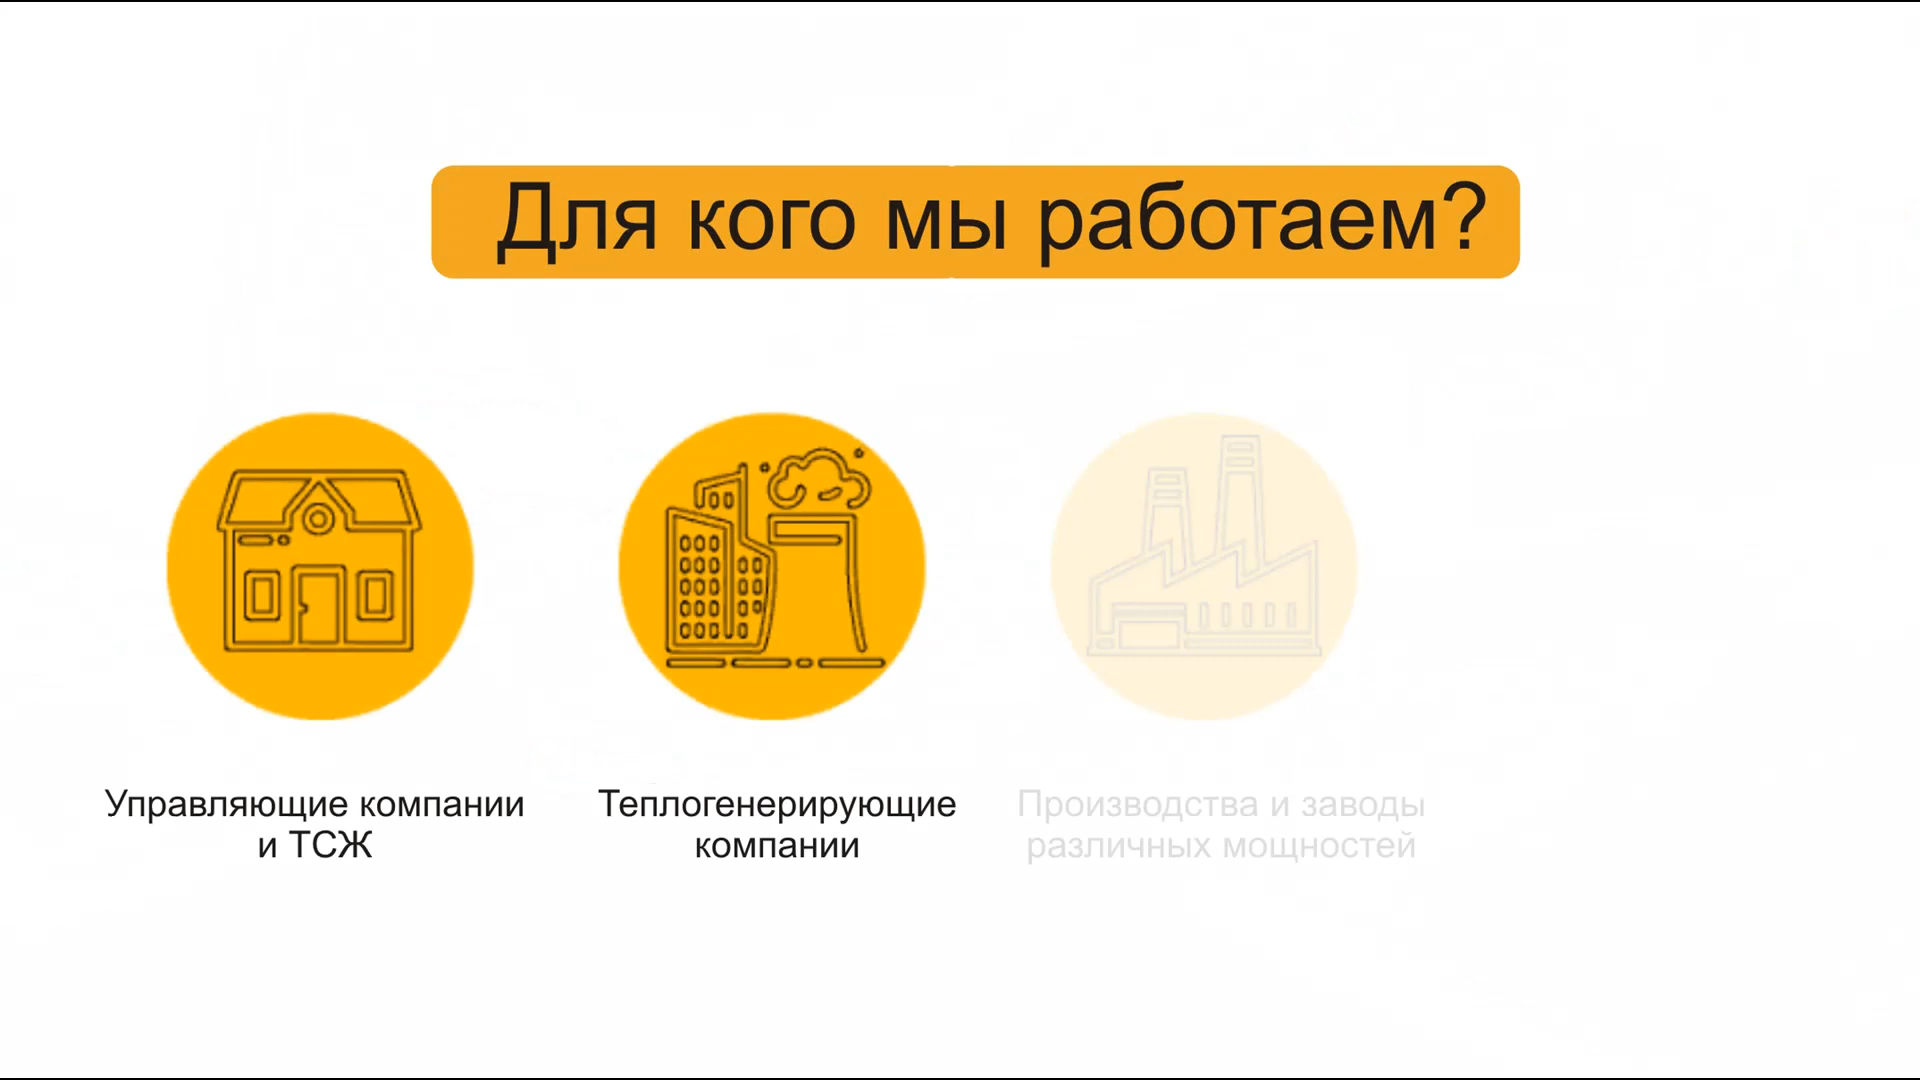 Для кого мы работаем?
Управляющие компании
и ТСЖ
Теплогенерирующие
компании
Производства и заводы
различных мощностей